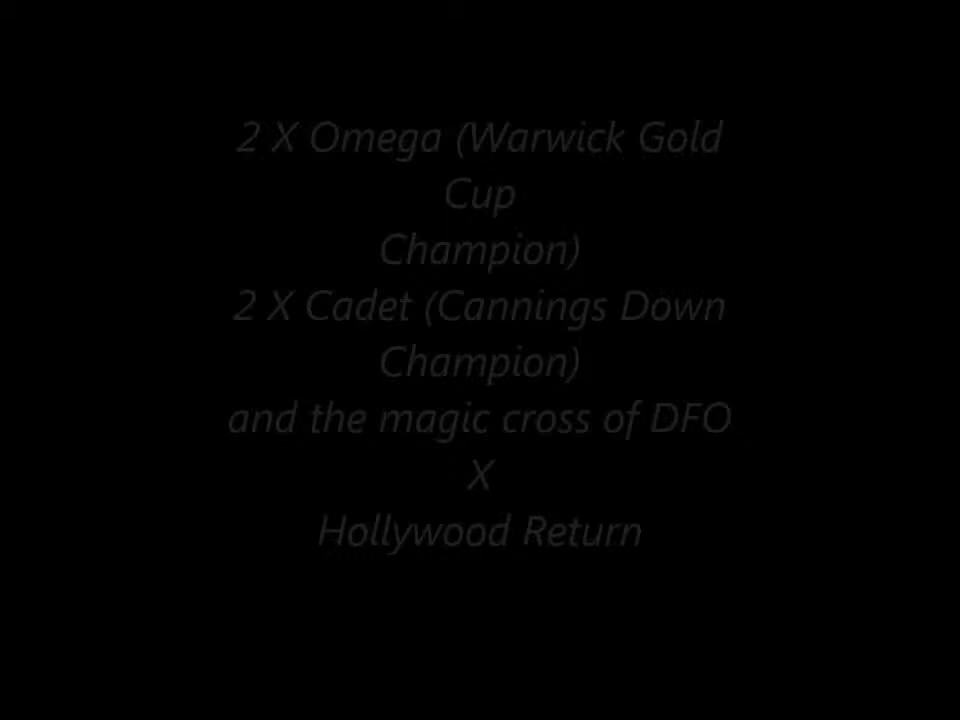 2 X Omega (Warwick Gold
Cup
Champion)
2 X Cadet (Cannings Down
Champion)
and the magic cross of DFO
X
Hollywood Return